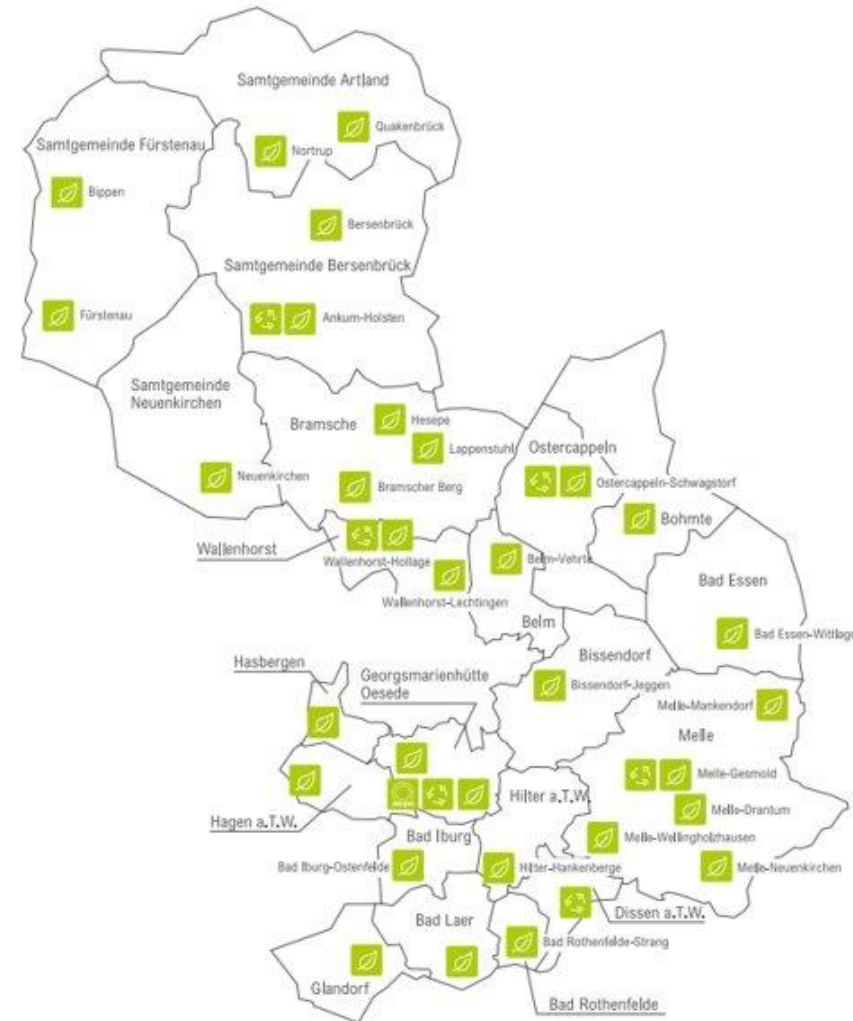 Samtgemeinde Artland
Quakenbrück
Nortrup
Samtgemeinde Fürstenau
Bippen
Bersenbrück
Samtgemeinde Bersenbrück
Fürstenau
Ankum-Holsten
Samtgemeinde
Neuenkirchen
Bramsche
Hesepe
Lappenstuhl
Ostercappeln
Neuenkirchen
Bramscher Berg
Ostercappeln-Schwagstorf
Bohmte
Wallenhorst
Wallenhorst-Hollage
Belm-Vehrte
Wallenhorst-Lechtingen
Bad Essen
Belm
Bad Essen-Wittlage
Hasbergen
Georgsmarienhütte
Oesede
Bissendorf
Bissendorf-Jeggen
Melle-Mankendorf
Melle
Melle-Gesmold
Hilter a.T.W.
Melle-Drantum
Hagen a.T.W.
Bad Iburg
Melle-Wellingholzhausen
Bad Iburg-Ostenfelde
Hilter-Hankenberge
Melle-Neuenkirchen
Bad Laer
Dissen a.T.W.
Bad Rothenfelde-Strang
Glandorf
Bad Rothenfelde